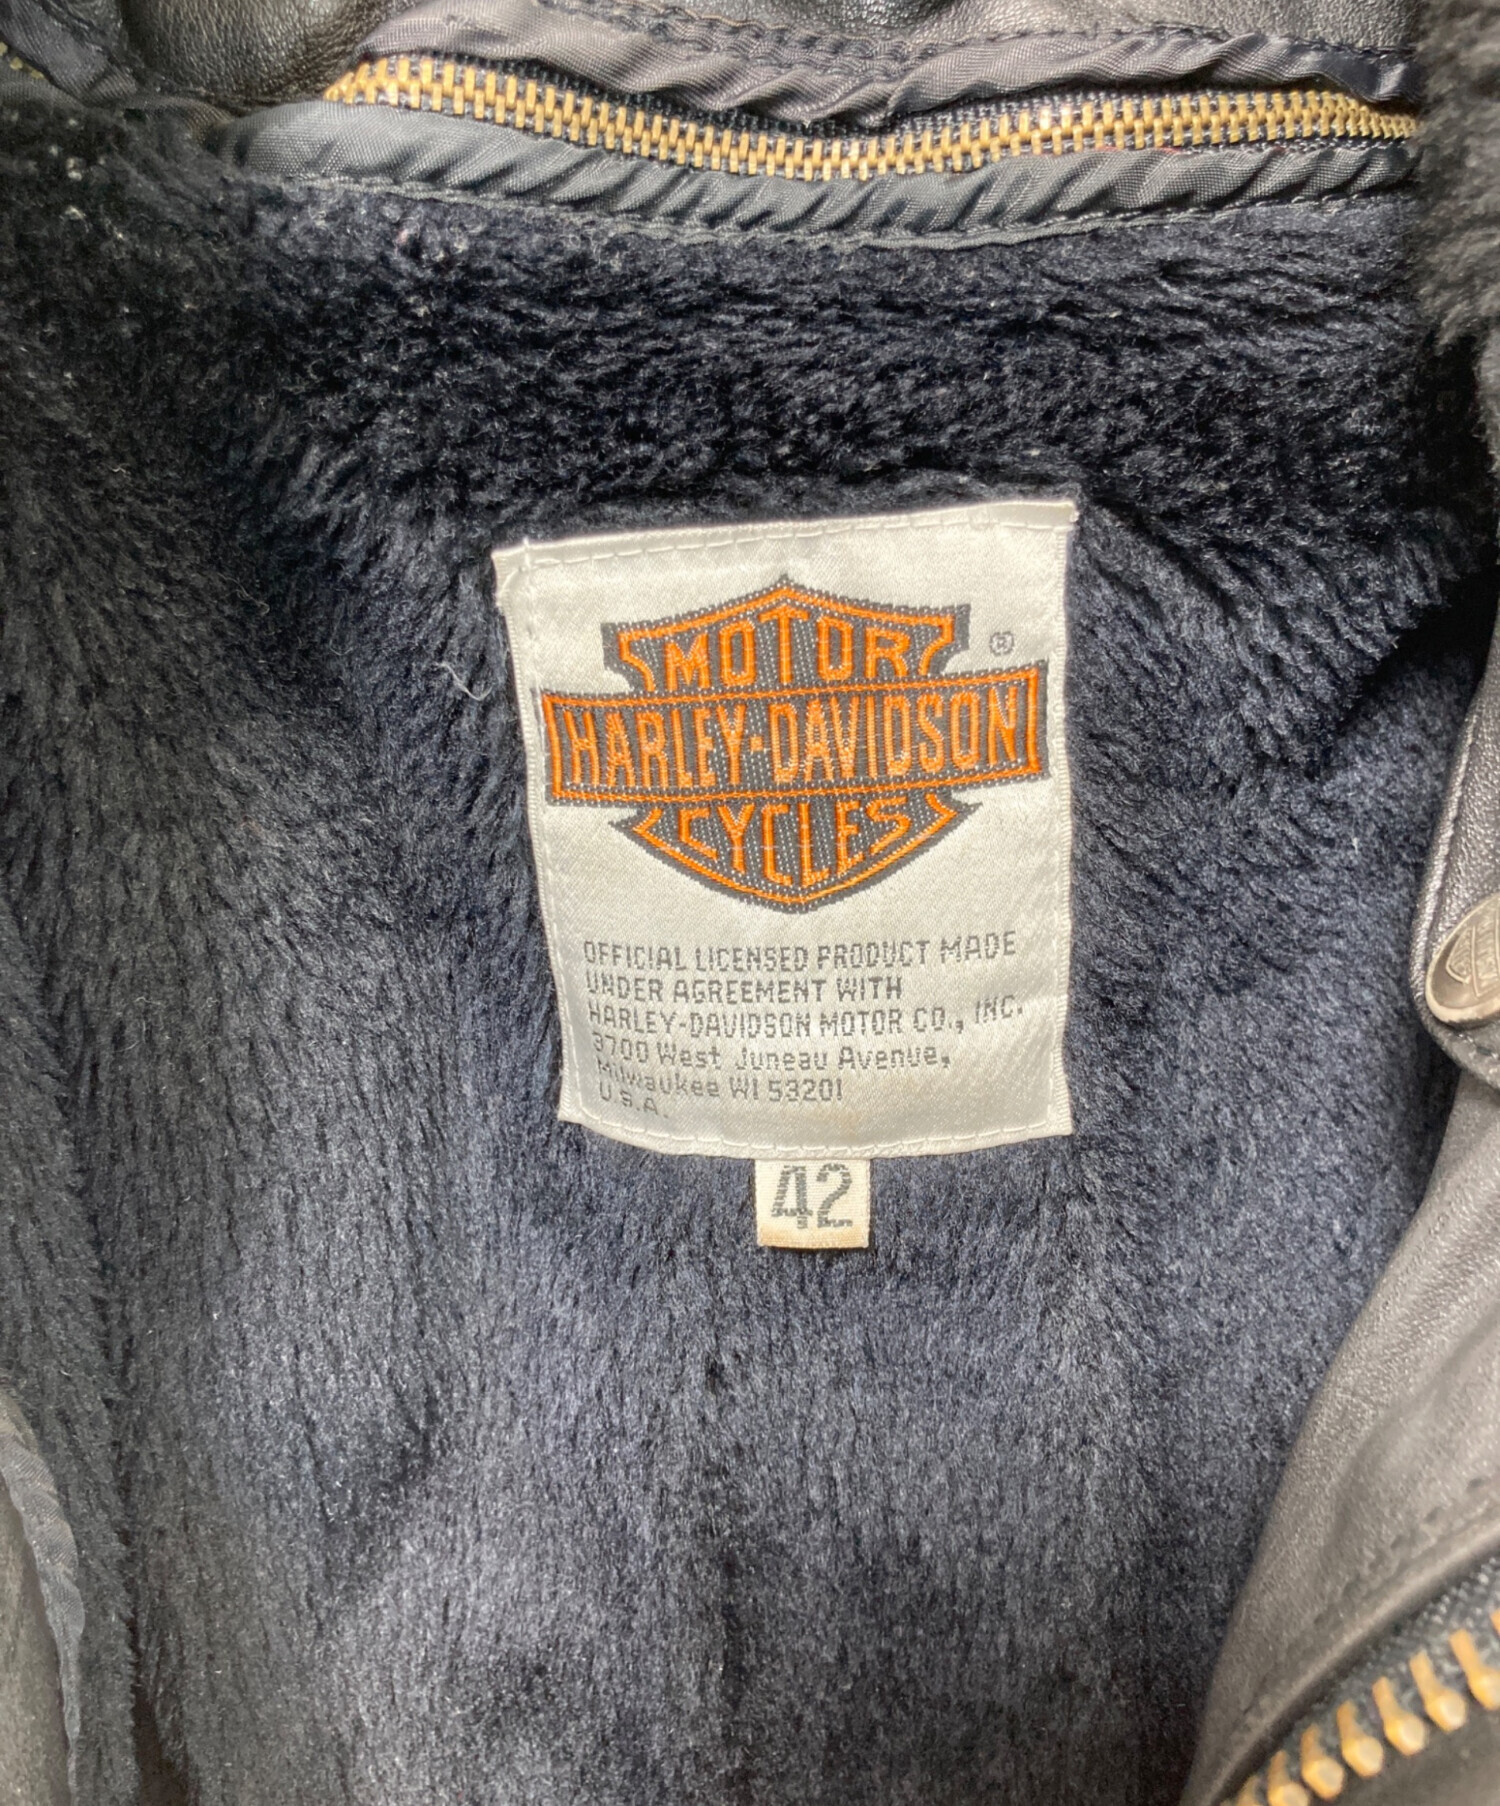 MOTOR
®
HARLEY-DAVIDSON
CYCLES
OFFICIAL LICENSED PRODUCT MADE
UNDER AGREEMENT WITH
HARLEY-DAVIDSON MOTOR CO., INC.
3700 West Juneau Avenue,
Milwaukee WI 53201
U.S.A.
42